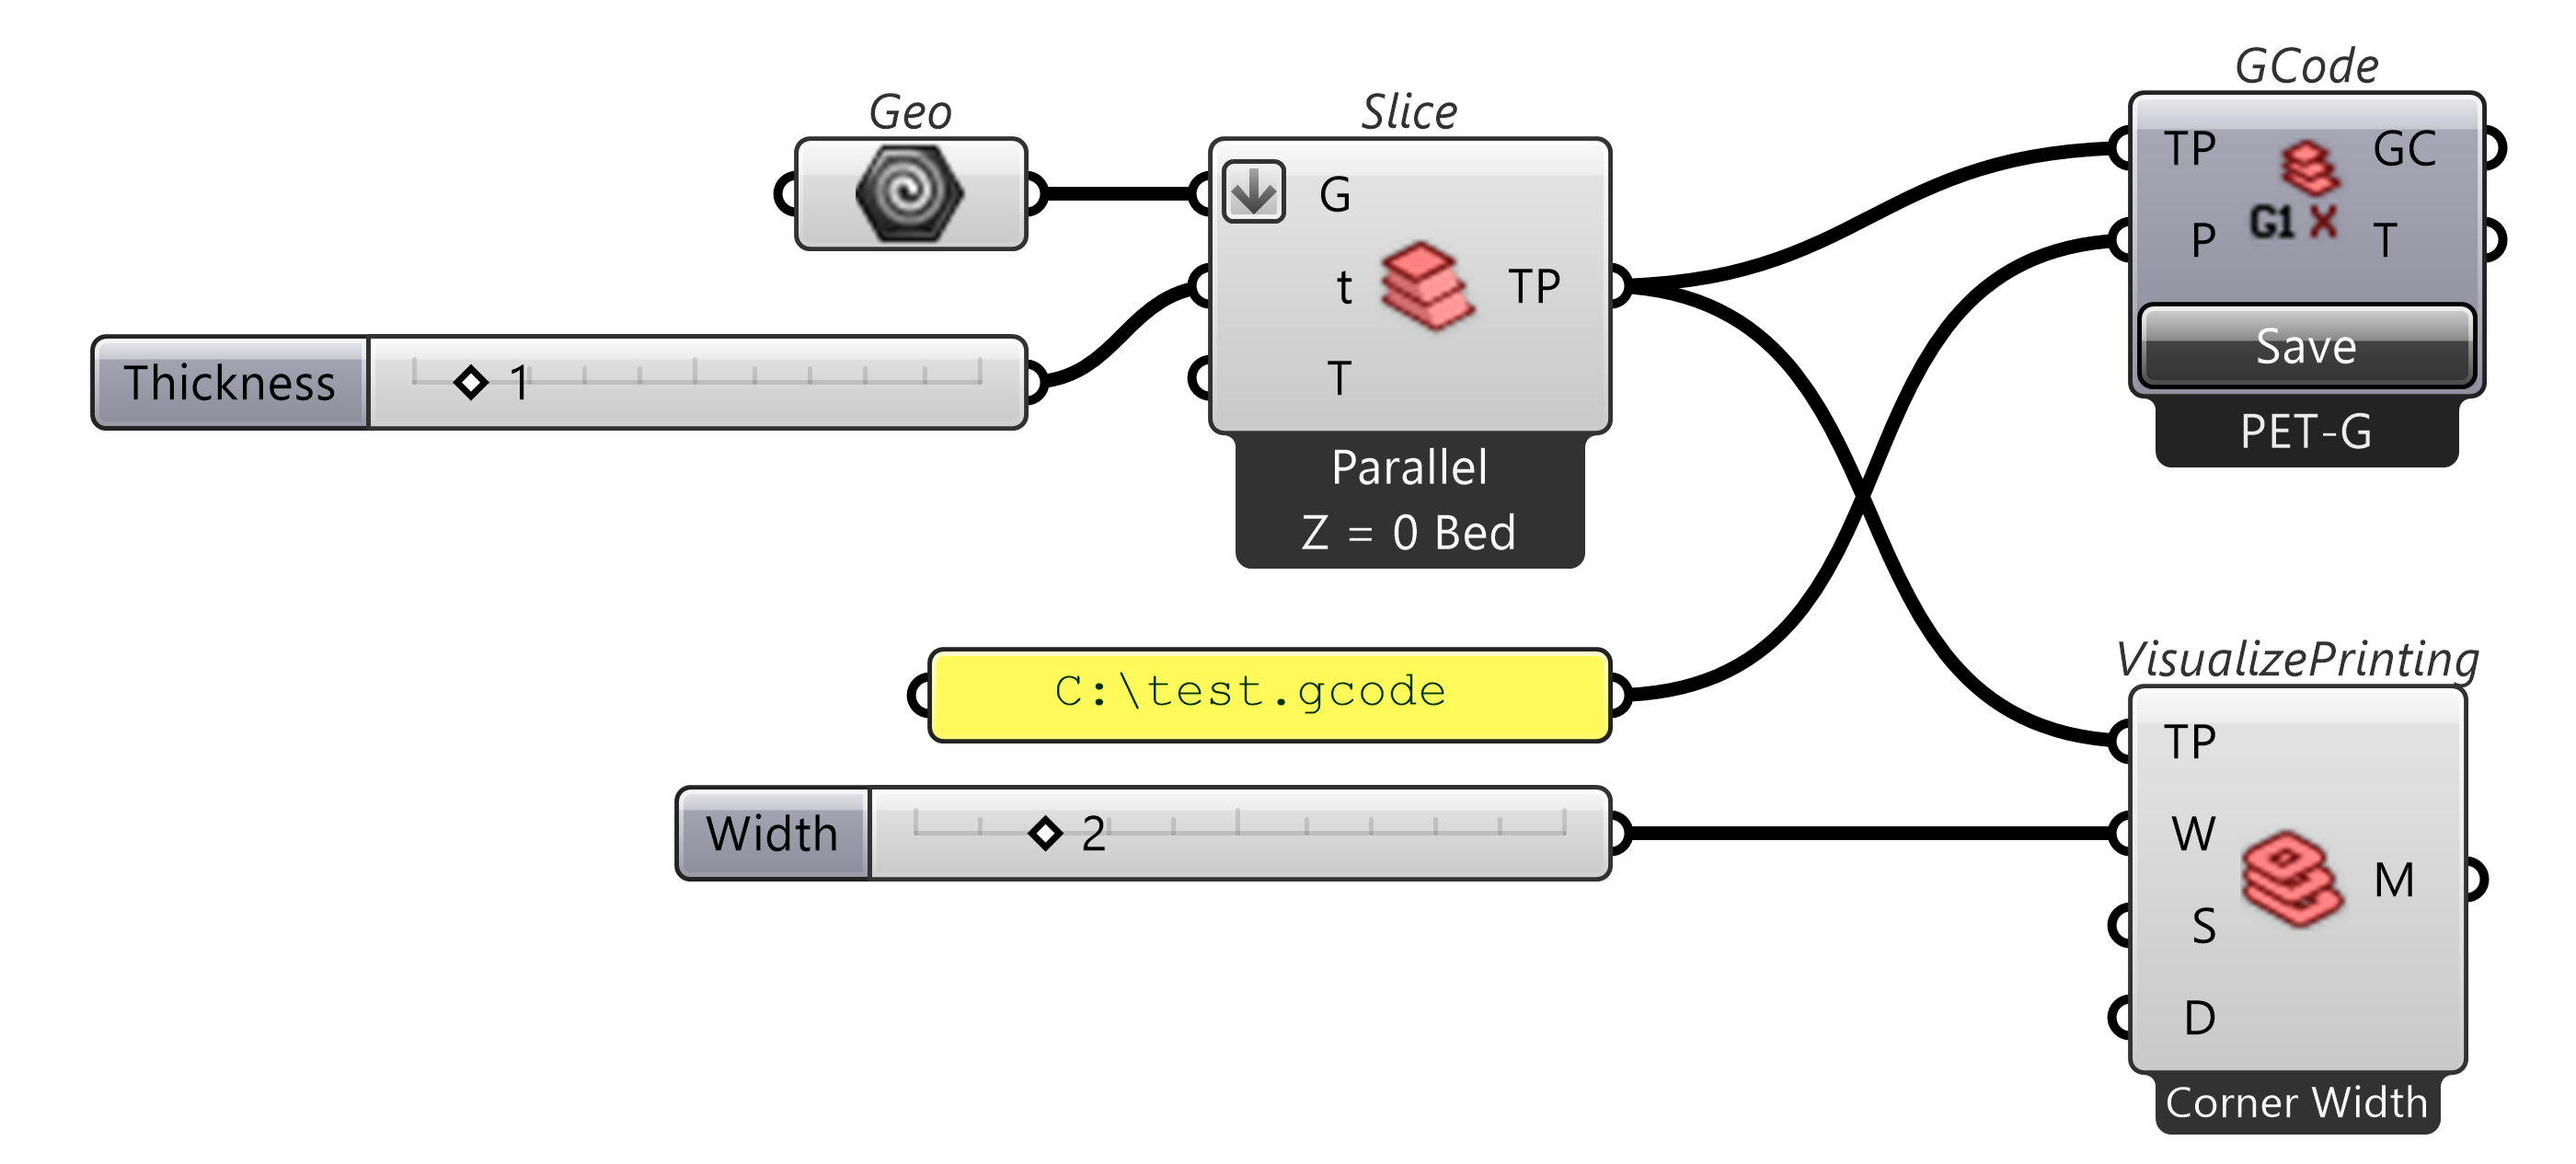 Geo
Slice
G
t
T
TP
Parallel
Z = 0 Bed
Thickness
1
C:\test.gcode
Width
2
GCode
TP
P
G1 X
GC
T
Save
PET-G
VisualizePrinting
TP
W
S
D
M
Corner Width